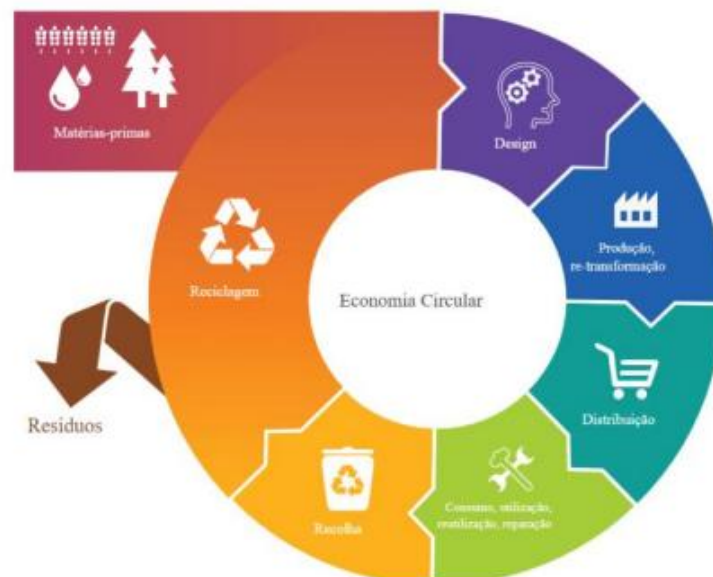 Matérias-primas
Design
Produção,
re-transformação
Distribuição
Consumo, utilização,
reutilização, reparação
Recolha
Reciclagem
Resíduos
Economia Circular